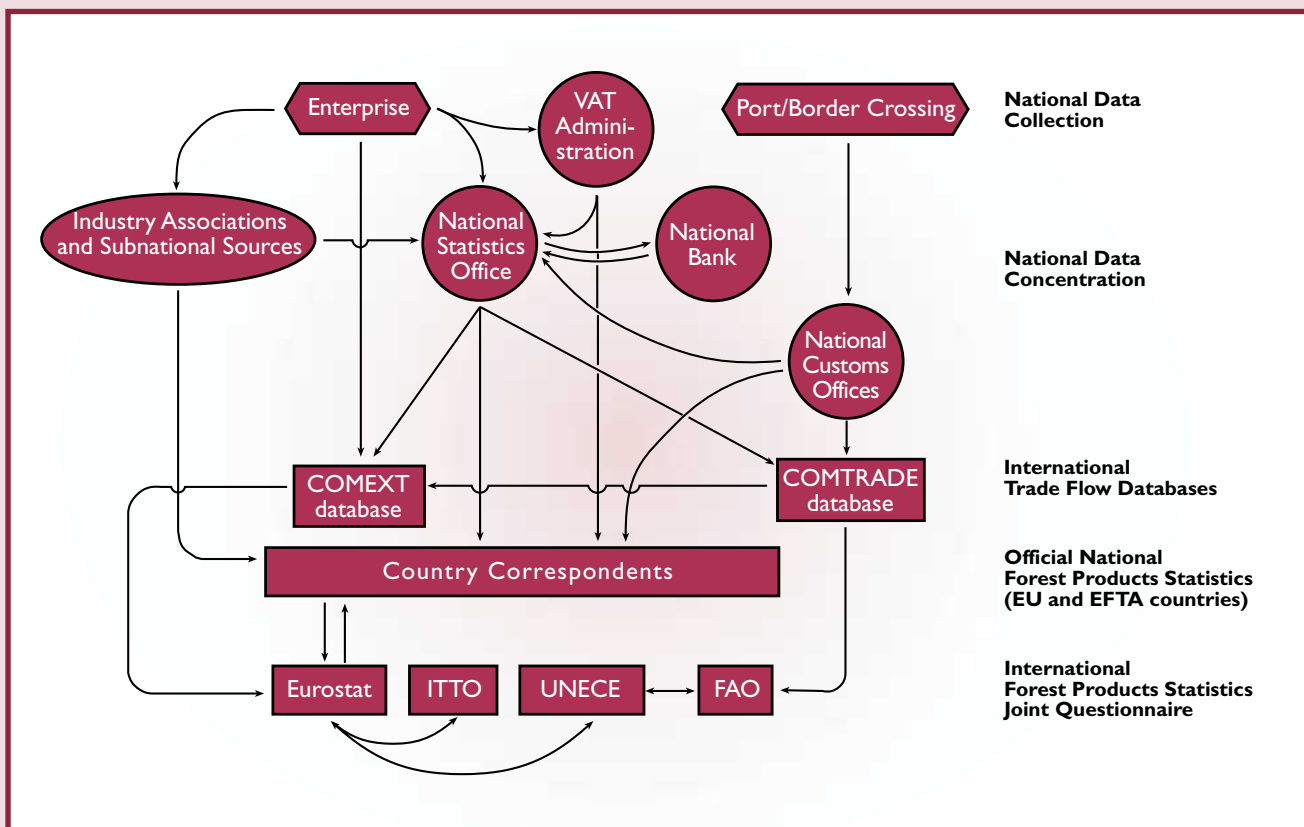 Enterprise
VAT
Admini-
stration
Port/Border Crossing
National Data
Collection
Industry Associations
and Subnational Sources
National
Statistics
Office
National
Bank
National Data
Concentration
National
Customs
Offices
COMEXT
database
COMTRADE
database
International
Trade Flow Databases
Country Correspondents
Official National
Forest Products Statistics
(EU and EFTA countries)
Eurostat
ITTO
UNECE
FAO
International
Forest Products Statistics
Joint Questionnaire